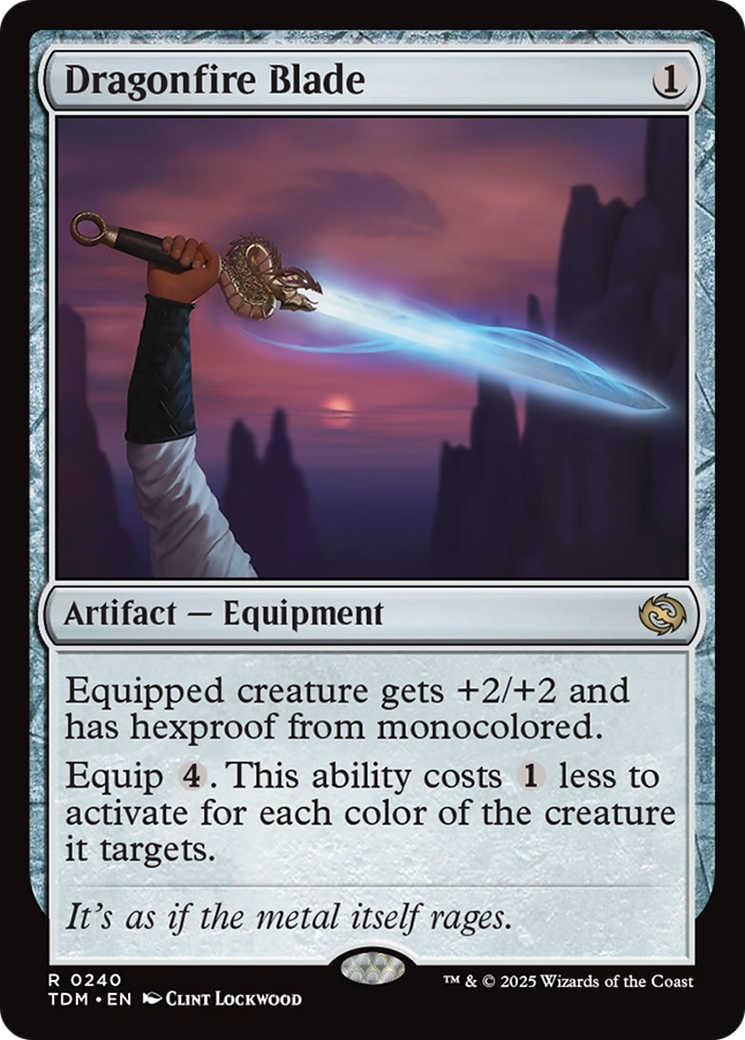 Dragonfire Blade 1
Artifact — Equipment
Equipped creature gets +2/+2 and
has hexproof from monocolored.
Equip 4. This ability costs 1 less to
activate for each color of the creature
it targets.
It's as if the metal itself rages.
R 0240
™ & © 2025 Wizards of the Coast
TDM • EN Clint Lockwood